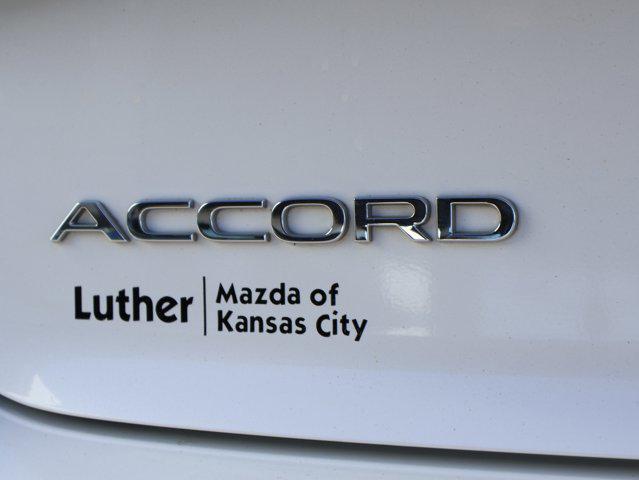 ACCORD
Luther
Mazda of
Kansas City